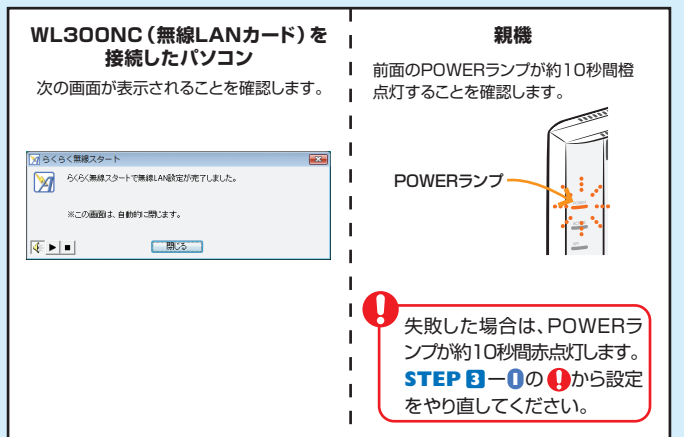 WL300NC（無線LANカード）を
接続したパソコン
次の画面が表示されることを確認します。
らくらく無線スタート
らくらく無線スタートで無線LAN設定が完了しました。
※この画面は、自動的に閉じます。
閉じる
親機
前面のPOWERランプが約10秒間橙
点灯することを確認します。
POWERランプ
POWER
失敗した場合は、POWERラ
ンプが約10秒間赤点灯します。
STEP 3ー1の!から設定
をやり直してください。